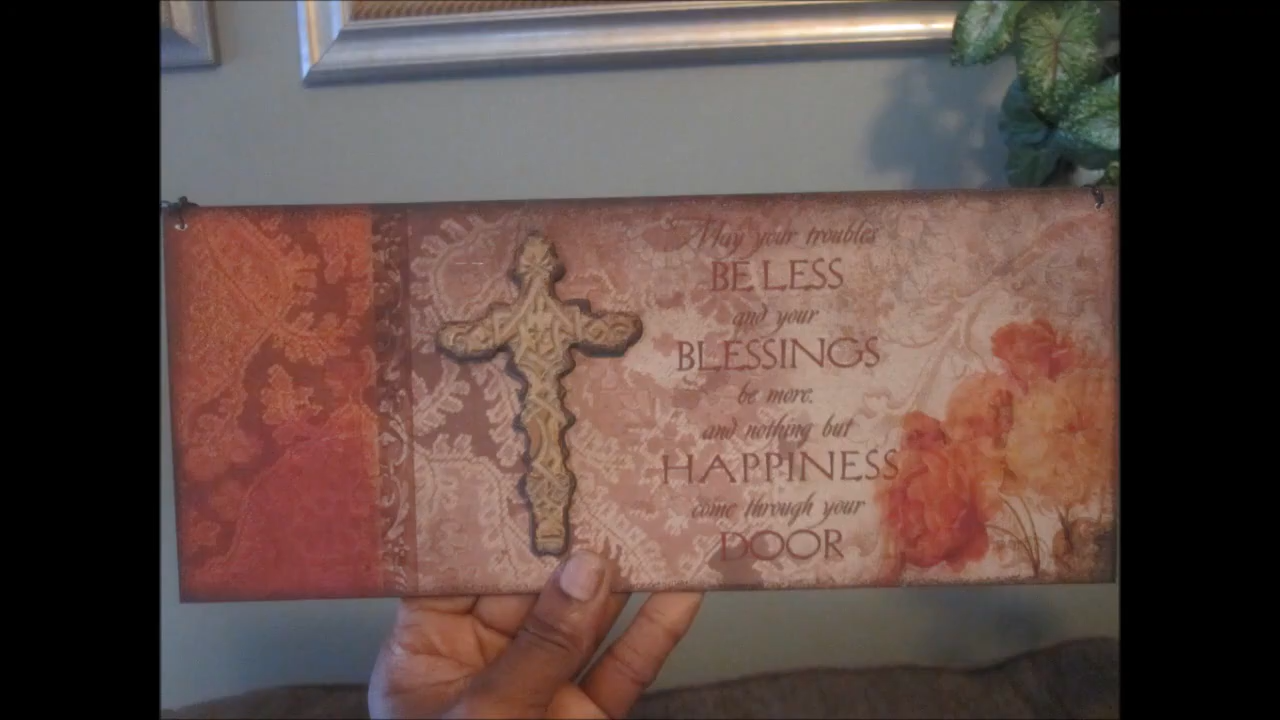 May your troubles
BE LESS
and your
BLESSINGS
be more.
and nothing but
HAPPINESS
come through your
DOOR